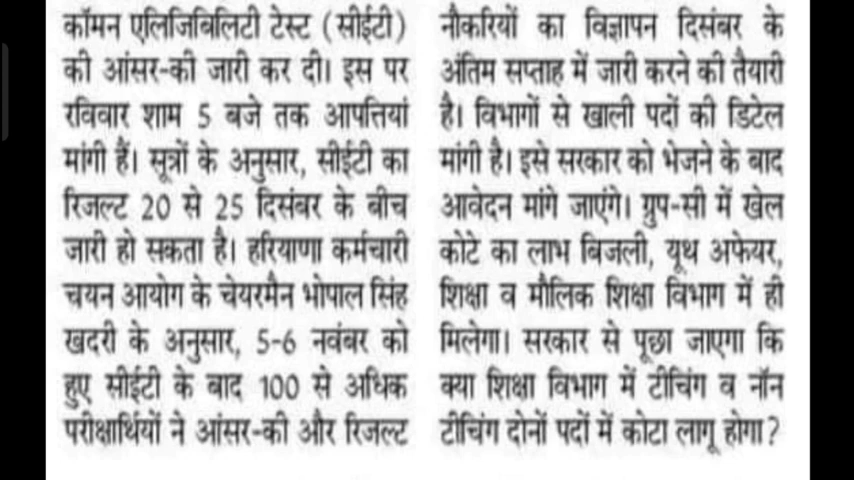 कॉमन एलिजिबिलिटी टेस्ट (सीईटी)
की आंसर-की जारी कर दी। इस पर
रविवार शाम 5 बजे तक आपत्तियां
मांगी हैं। सूत्रों के अनुसार, सीईटी का
रिजल्ट 20 से 25 दिसंबर के बीच
जारी हो सकता है। हरियाणा कर्मचारी
चयन आयोग के चेयरमैन भोपाल सिंह
खदरी के अनुसार, 5-6 नवंबर को
हुए सीईटी के बाद 100 से अधिक
परीक्षार्थियों ने आंसर-की और रिजल्ट
नौकरियों का विज्ञापन दिसंबर के
अंतिम सप्ताह में जारी करने की तैयारी
है। विभागों से खाली पदों की डिटेल
मांगी है। इसे सरकार को भेजने के बाद
आवेदन मांगे जाएंगे। ग्रुप-सी में खेल
कोटे का लाभ बिजली, यूथ अफेयर,
शिक्षा व मौलिक शिक्षा विभाग में ही
मिलेगा। सरकार से पूछा जाएगा कि
क्या शिक्षा विभाग में टीचिंग व नॉन
टीचिंग दोनों पदों में कोटा लागू होगा?